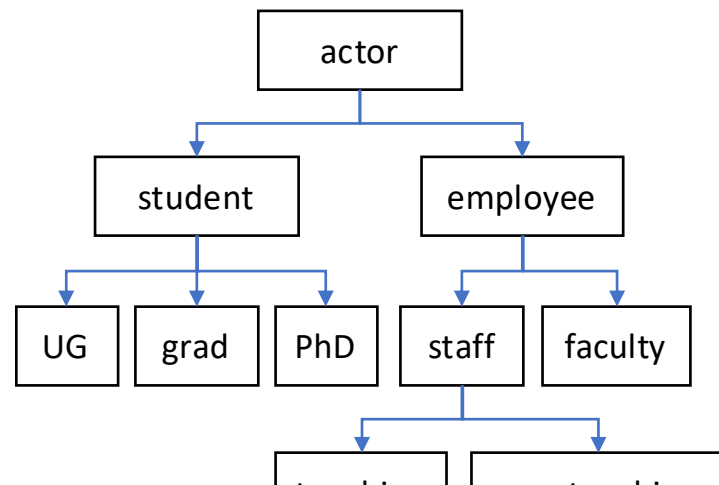 actor
student
employee
UG
grad
PhD
staff
faculty